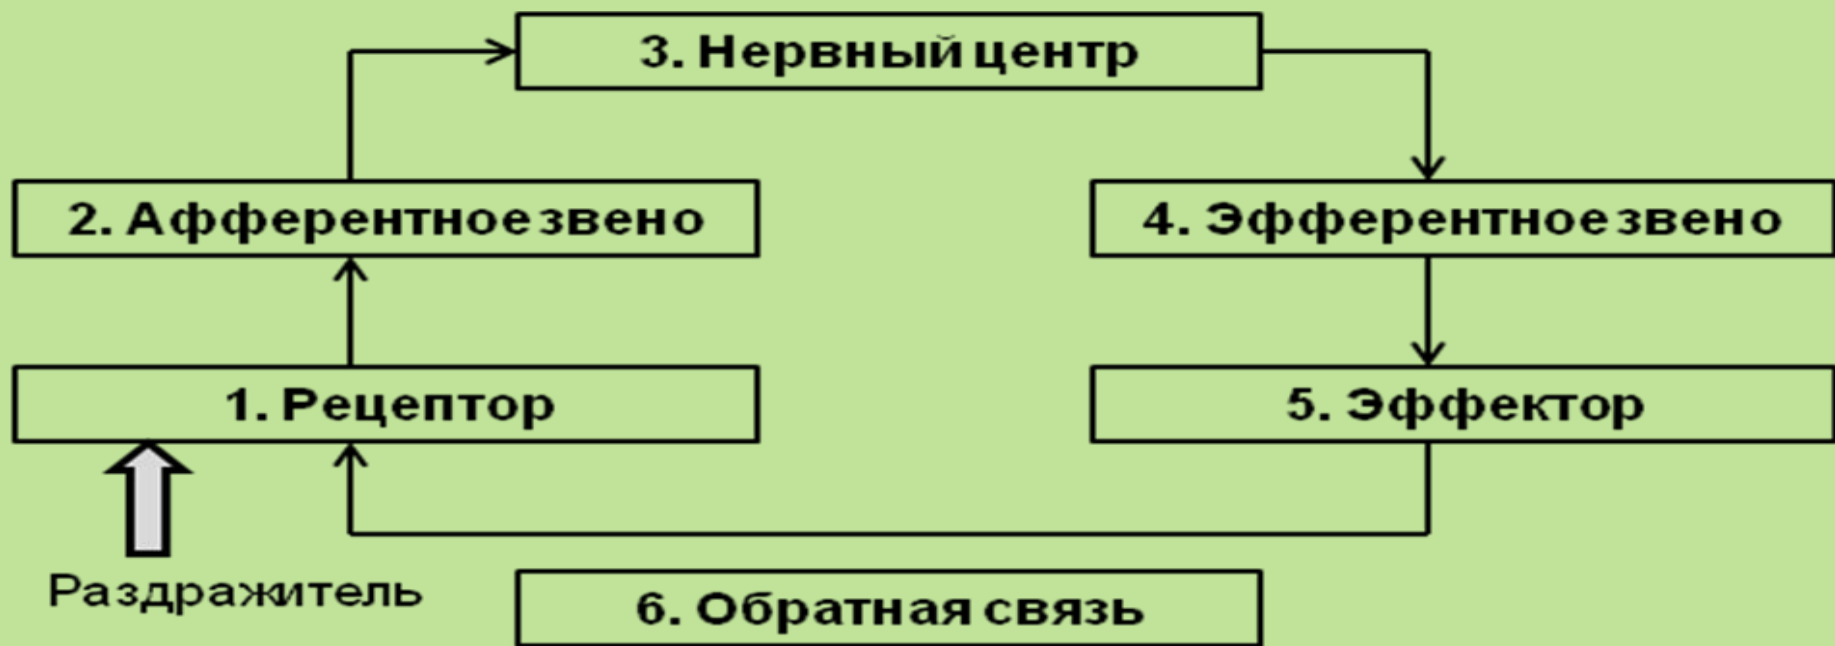 3. Нервный центр
2. Афферентное звено
4. Эфферентное звено
1. Рецептор
5. Эффектор
Раздражитель
6. Обратная связь